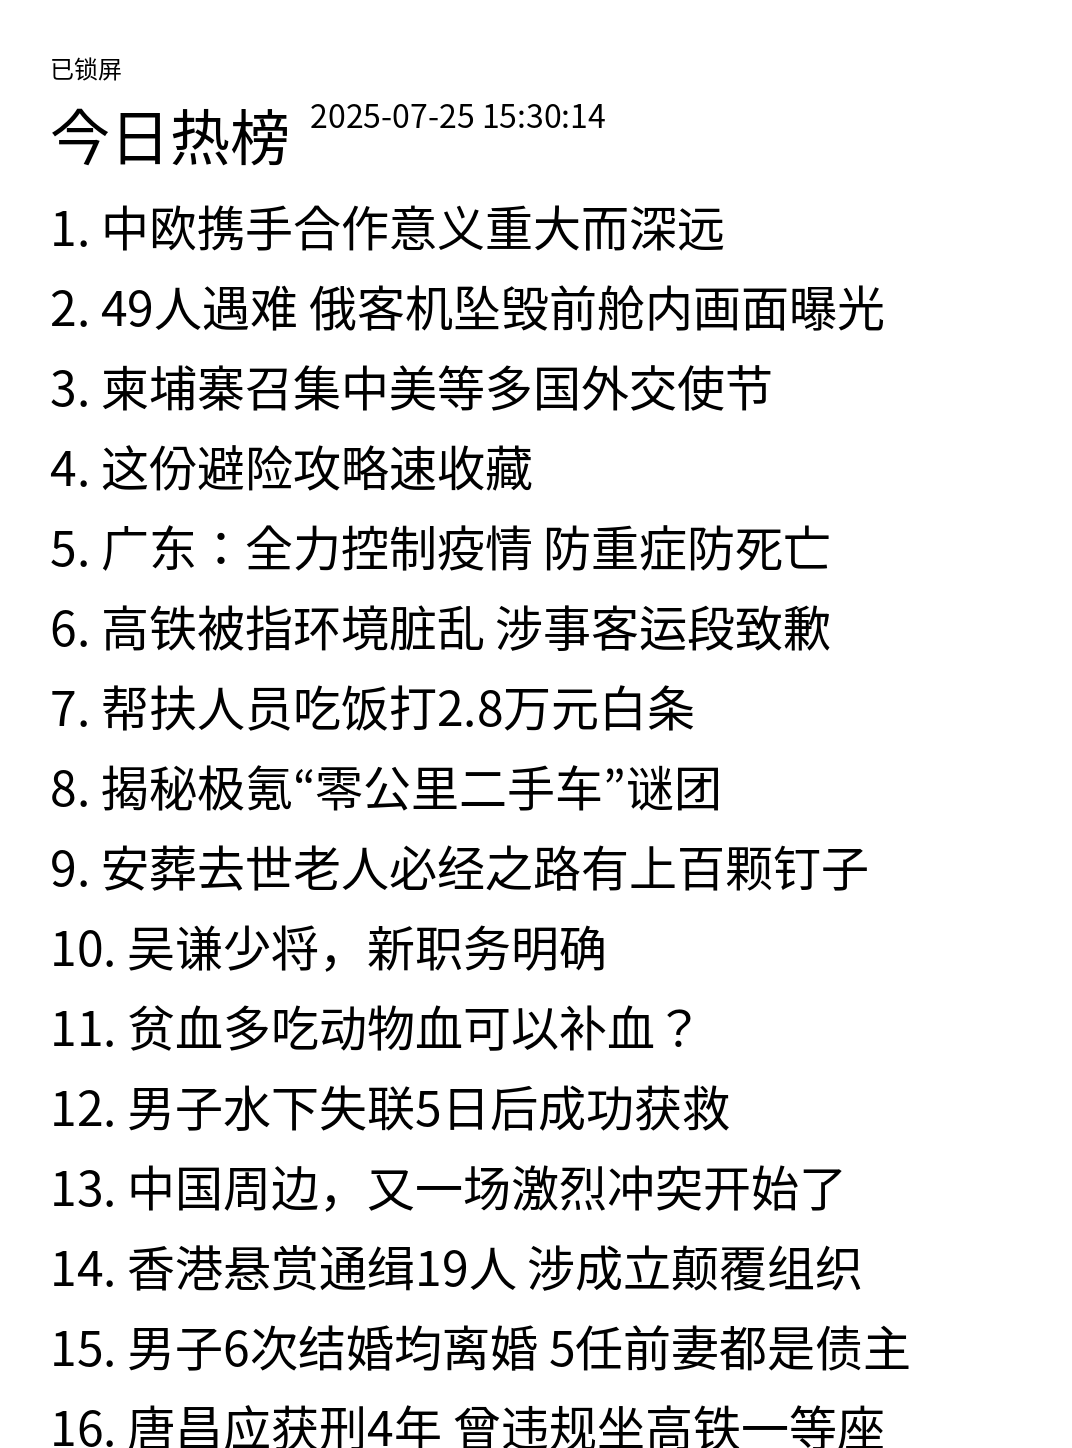 已锁屏
今日热榜 2025-07-25 15:30:14
1. 中欧携手合作意义重大而深远
2. 49人遇难 俄客机坠毁前舱内画面曝光
3. 柬埔寨召集中美等多国外交使节
4. 这份避险攻略速收藏
5. 广东：全力控制疫情 防重症防死亡
6. 高铁被指环境脏乱 涉事客运段致歉
7. 帮扶人员吃饭打2.8万元白条
8. 揭秘极氪“零公里二手车”谜团
9. 安葬去世老人必经之路有上百颗钉子
10. 吴谦少将，新职务明确
11. 贫血多吃动物血可以补血？
12. 男子水下失联5日后成功获救
13. 中国周边，又一场激烈冲突开始了
14. 香港悬赏通缉19人 涉成立颠覆组织
15. 男子6次结婚均离婚 5任前妻都是债主
16. 唐昌应获刑4年 曾违规坐高铁一等座